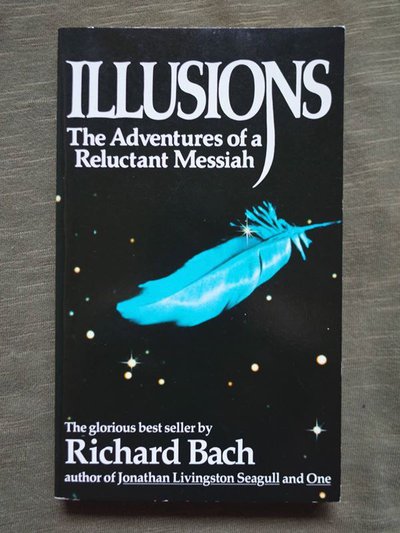 ILLUSIONS
The Adventures of a
Reluctant Messiah
The glorious best seller by
Richard Bach
author of Jonathan Livingston Seagull and One